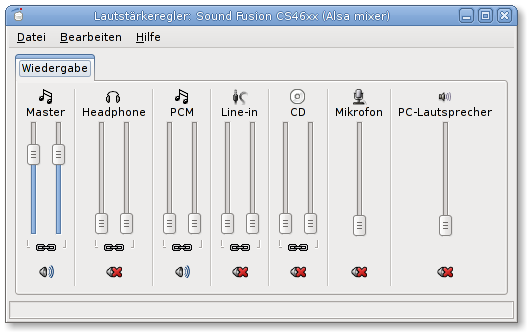 Lautstärkeregler: Sound Fusion CS46xx (Alsa mixer)
Datei Bearbeiten Hilfe
Wiedergabe
Master Headphone PCM Line-in CD Mikrofon PC-Lautsprecher